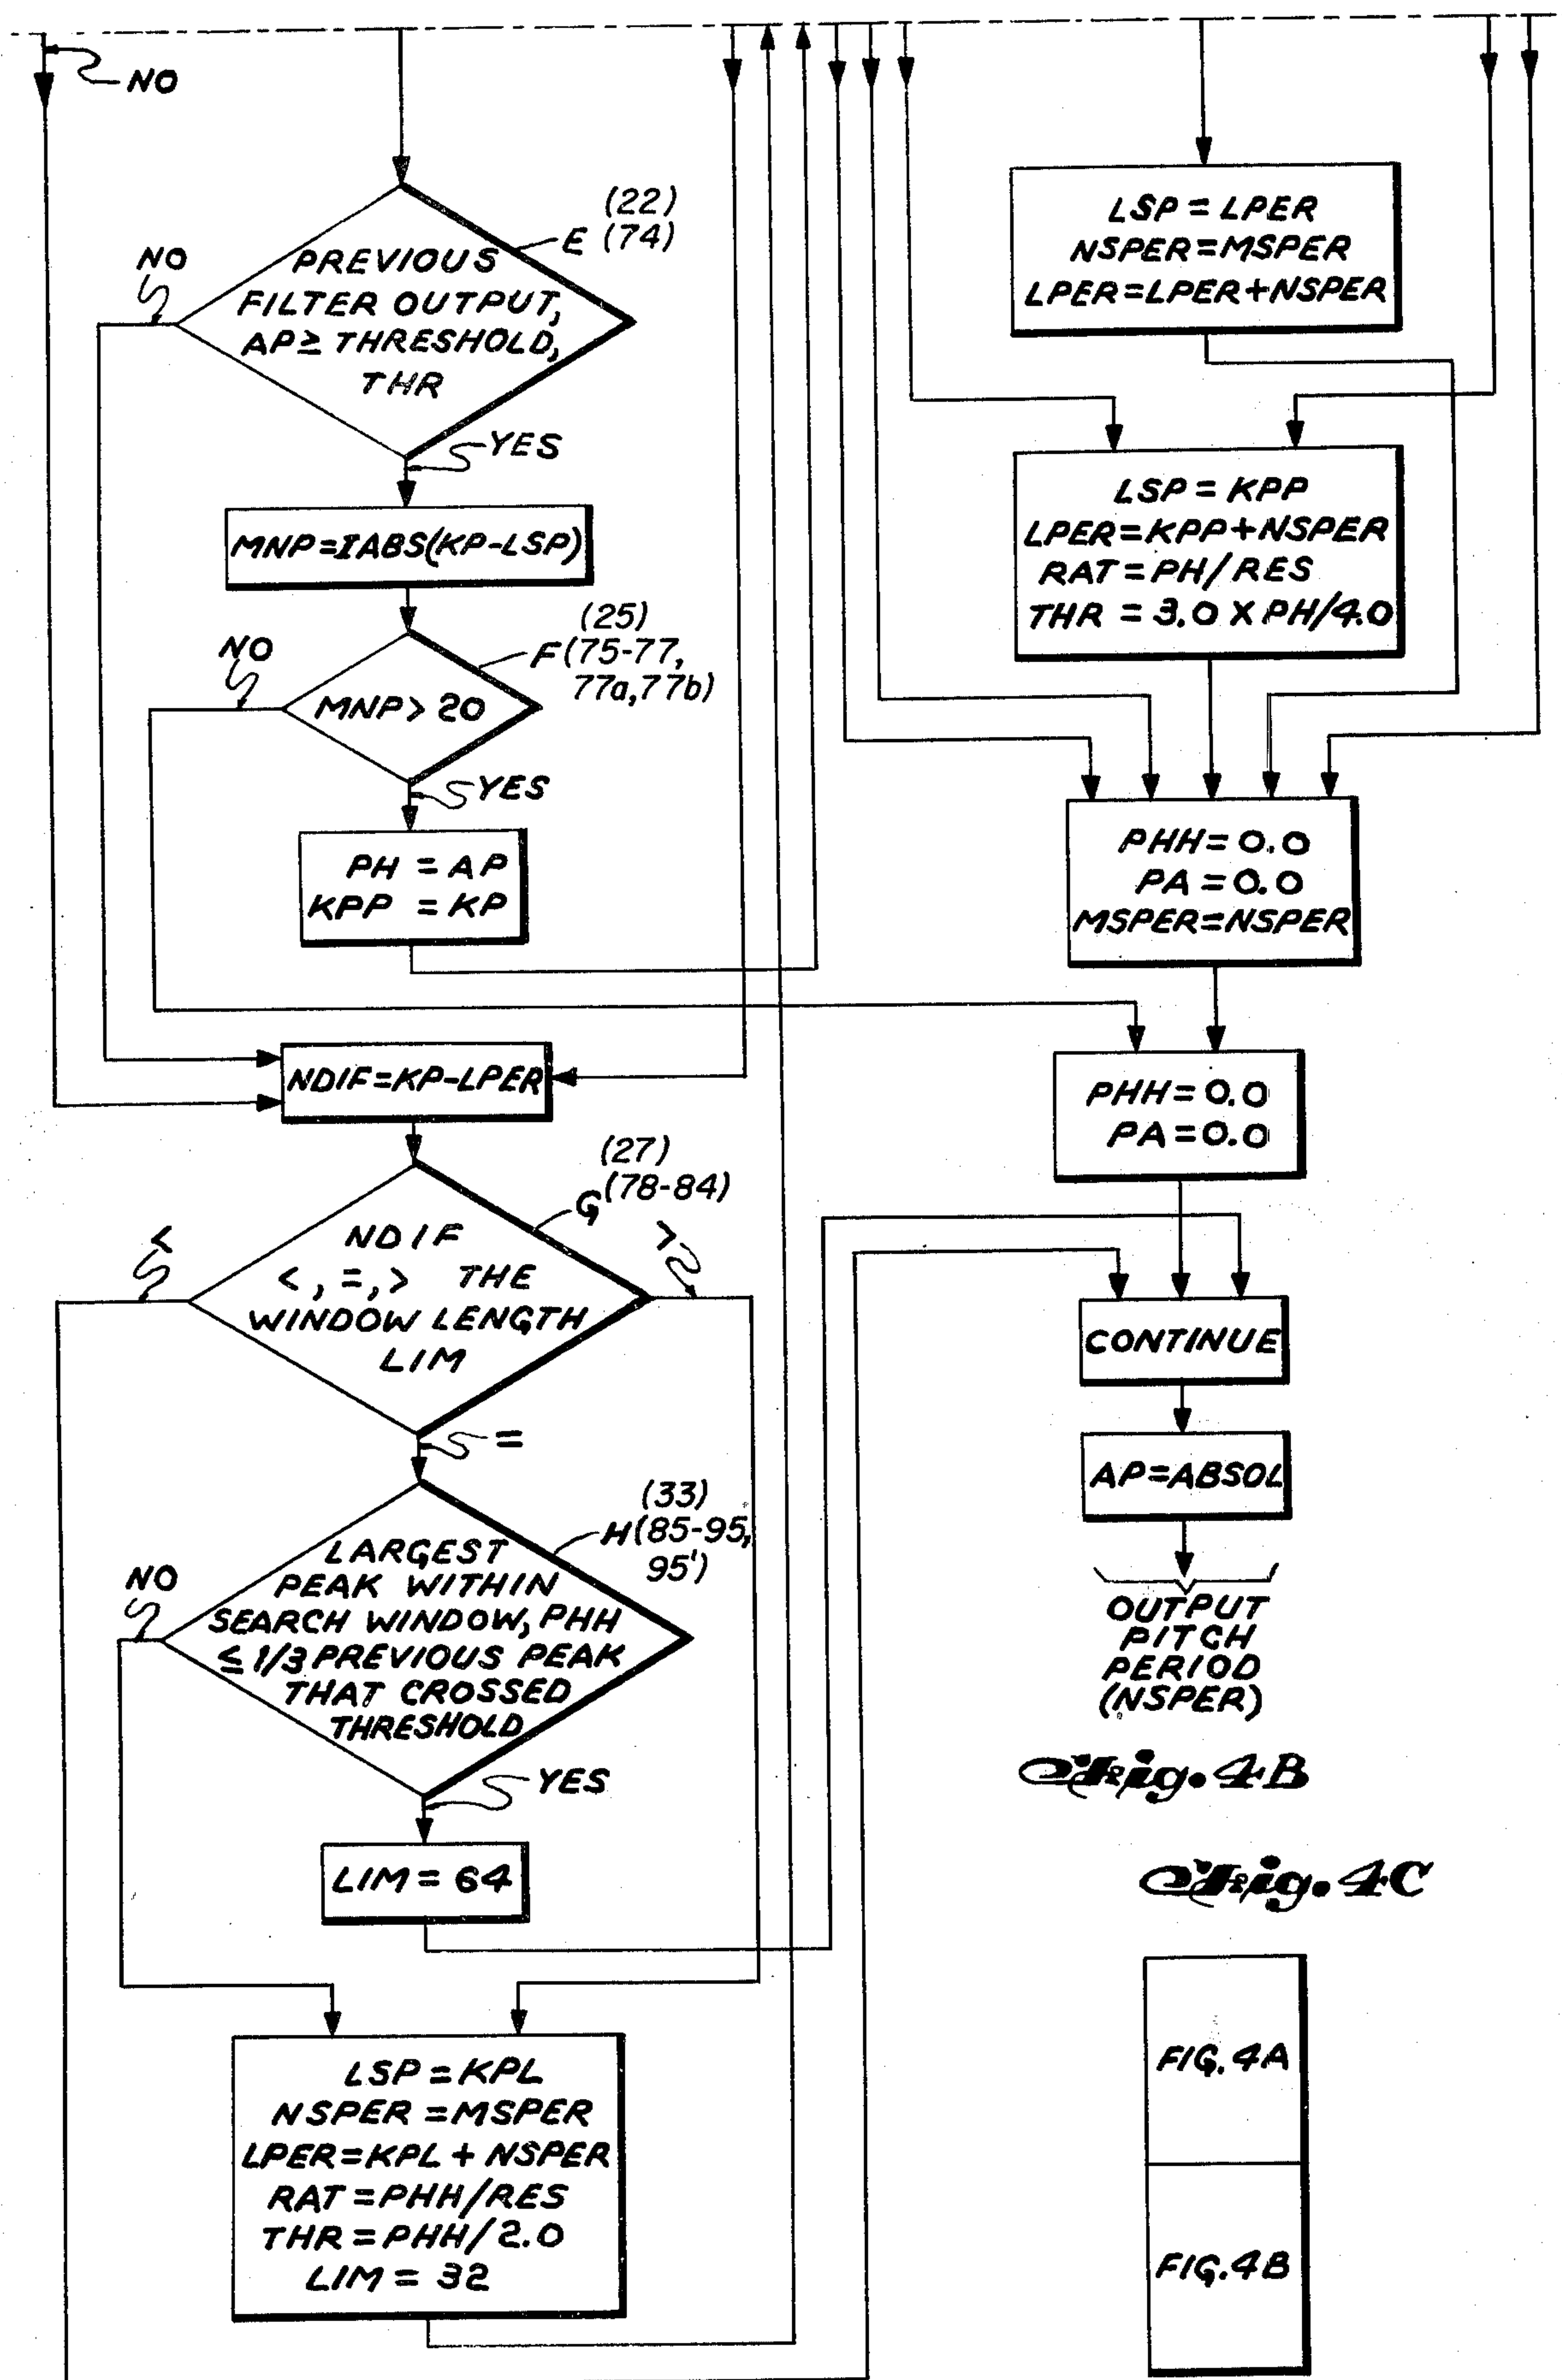 NO
(22)
E (74)
NO
PREVIOUS
FILTER OUTPUT,
AP ≥ THRESHOLD,
THR
YES
MNP=IABS(KP-LSP)
(25)
F(75-77,
77a,77b)
NO
MNP > 20
YES
PH = AP
KPP = KP
NDIF=KP-LPER
(27)
(78-84)
G
<
>
NDIF
<, =, > THE
WINDOW LENGTH
LIM
=
(33)
H(85-95,
95')
NO
LARGEST
PEAK WITHIN
SEARCH WINDOW, PHH
≤ 1/3 PREVIOUS PEAK
THAT CROSSED
THRESHOLD
YES
LIM = 64
LSP = KPL
NSPER = MSPER
LPER=KPL + NSPER
RAT = PHH/RES
THR = PHH/2.0
LIM = 32
LSP = LPER
NSPER=MSPER
LPER=LPER+NSPER
LSP = KPP
LPER=KPP+NSPER
RAT = PH/RES
THR = 3.0 X PH/4.0
PHH = 0.0
PA = 0.0
MSPER=NSPER
PHH = 0.0
PA = 0.0
CONTINUE
AP=ABSOL
OUTPUT
PITCH
PERIOD
(NSPER)
Fig. 4B
Fig. 4C
FIG. 4A
FIG. 4B